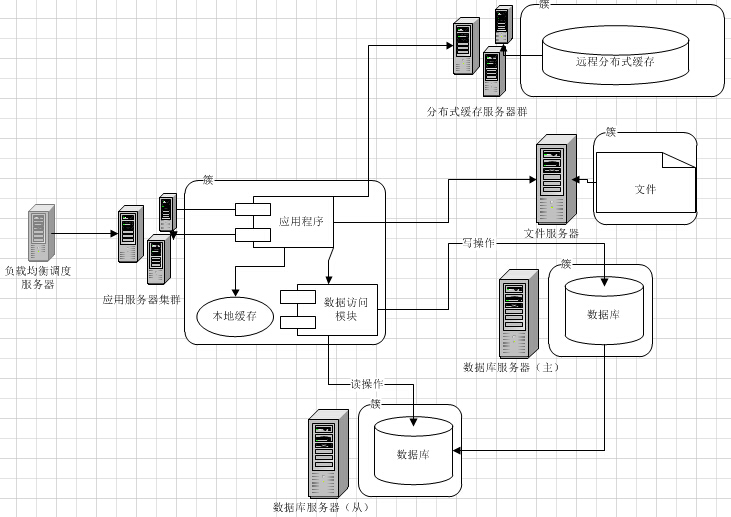 簇
远程分布式缓存
分布式缓存服务器群
簇
文件
文件服务器
簇
应用程序
负载均衡调度
服务器
应用服务器集群
本地缓存
数据访问
模块
写操作
簇
数据库
数据库服务器（主）
读操作
簇
数据库
数据库服务器（从）